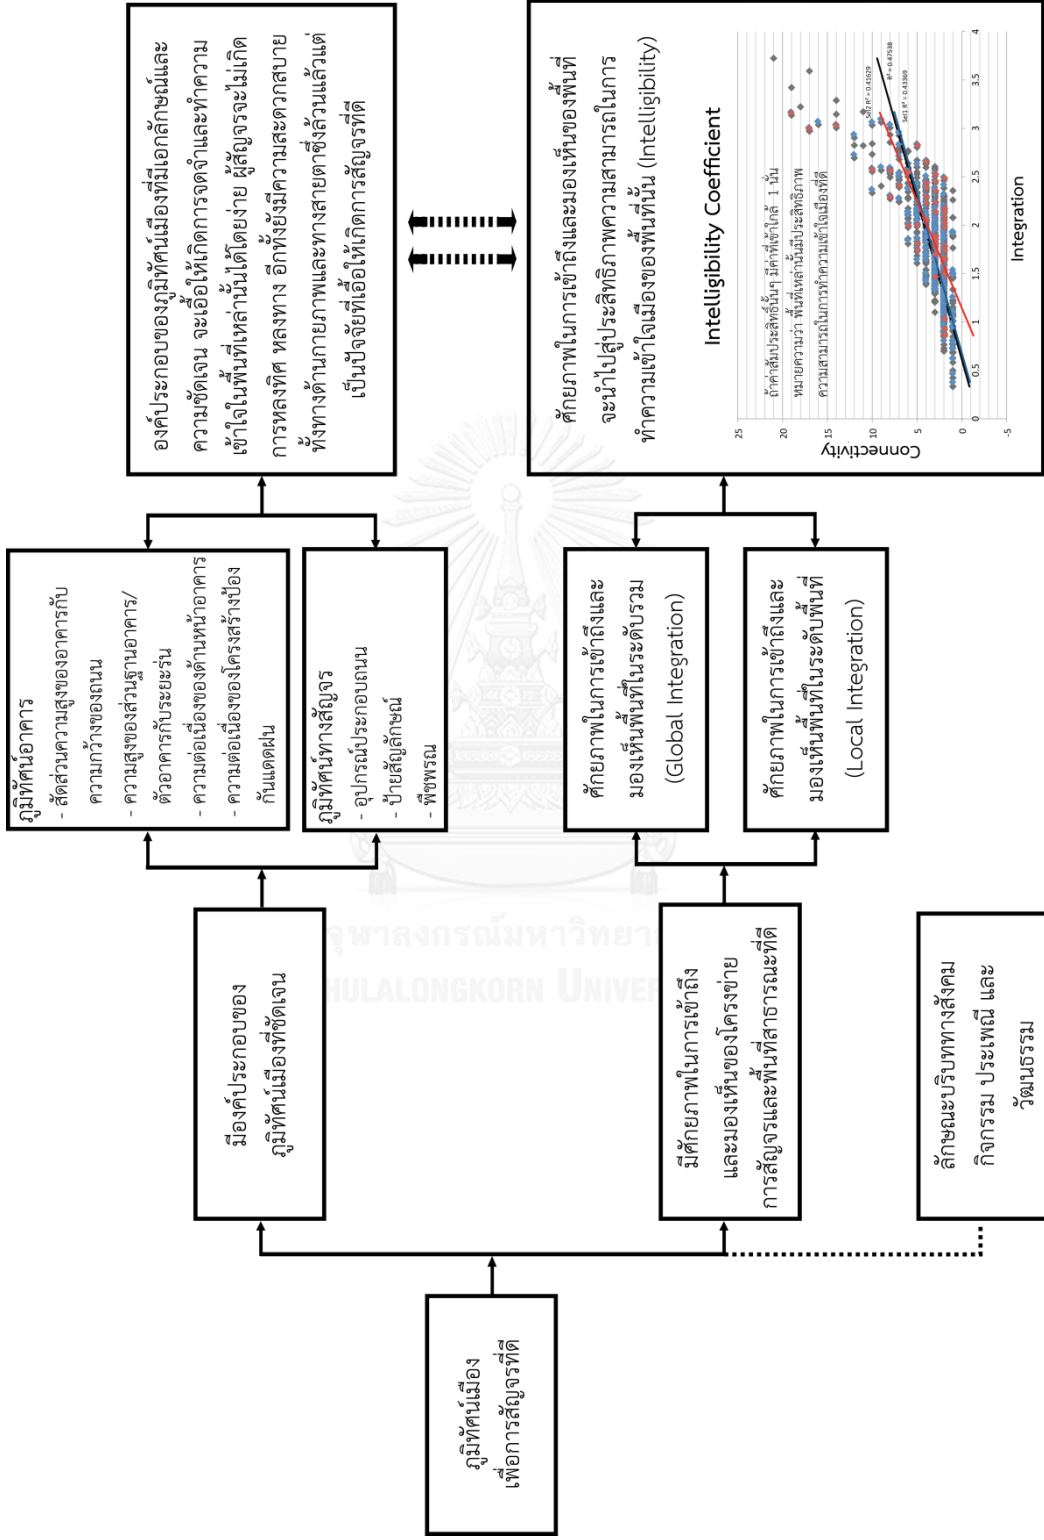 ภูมิทัศน์เมือง
เพื่อการสัญจรที่ดี
มีองค์ประกอบของ
ภูมิทัศน์เมืองที่ชัดเจน
มีศักยภาพในการเข้าถึง
และมองเห็นของโครงข่าย
การสัญจรและพื้นที่สาธารณะที่ดี
ลักษณะบริบททางสังคม
กิจกรรม ประเพณี และ
วัฒนธรรม
ภูมิทัศน์อาคาร
- สัดส่วนความสูงของอาคารกับ
ความกว้างของถนน
- ความสูงของส่วนฐานอาคาร/
ตัวอาคารกับระยะร่น
- ความต่อเนื่องของด้านหน้าอาคาร
- ความต่อเนื่องของโครงสร้างป้อง
กันแดดฝน
ภูมิทัศน์ทางสัญจร
- อุปกรณ์ประกอบถนน
- ป้ายสัญลักษณ์
- พืชพรรณ
ศักยภาพในการเข้าถึงและ
มองเห็นพื้นที่ในระดับรวม
(Global Integration)
ศักยภาพในการเข้าถึงและ
มองเห็นพื้นที่ในระดับพื้นที่
(Local Integration)
องค์ประกอบของภูมิทัศน์เมืองที่มีเอกลักษณ์และ
ความชัดเจน จะเอื้อให้เกิดการจดจำและทำความ
เข้าใจในพื้นที่เหล่านั้นได้โดยง่าย ผู้สัญจรจะไม่เกิด
การหลงทิศ หลงทาง อีกทั้งยังมีความสะดวกสบาย
ทั้งทางด้านกายภาพและทางสายตาซึ่งล้วนแล้วแต่
เป็นปัจจัยที่เอื้อให้เกิดการสัญจรที่ดี
ศักยภาพในการเข้าถึงและมองเห็นของพื้นที่
จะนำไปสู่ประสิทธิภาพความสามารถในการ
ทำความเข้าใจเมืองของพื้นที่นั้น (Intelligibility)
Intelligibility Coefficient
ถ้าค่าสัมประสิทธิ์นั้นๆ มีค่าที่เข้าใกล้ 1 นั่น
หมายความว่า พื้นที่เหล่านั้นมีประสิทธิภาพ
ความสามารถในการทำความเข้าใจเมืองที่ดี
Sel2 R² = 0.41629
R² = 0.47538
Sel1 R² = 0.43369
Connectivity
25
20
15
10
5
0
-5
0
0.5
1
1.5
2
2.5
3
3.5
4
Integration
จุฬาลงกรณ์มหาวิทยา
HULALONGKORN UNIVE